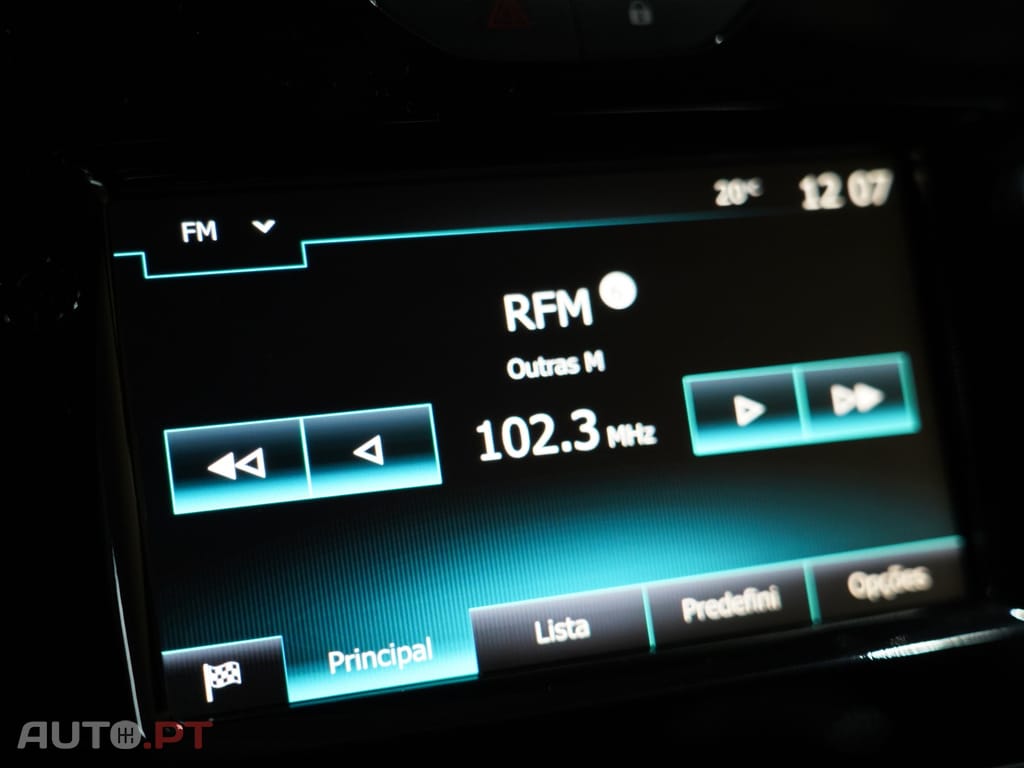 20°C 12 07
FM
RFM
Outras M
102.3 MHz
Principal Lista Predefini Opções
AUTO.PT